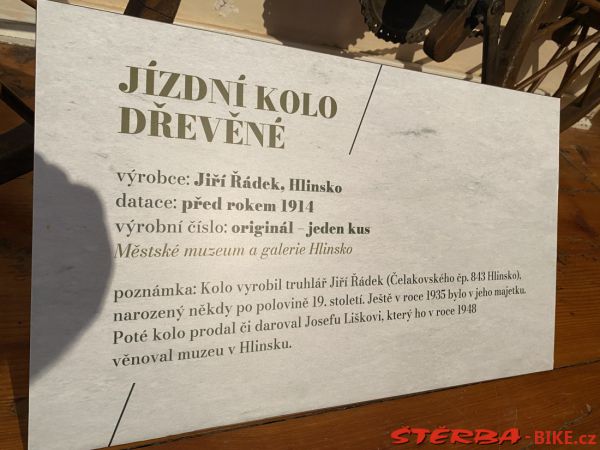 JÍZDNÍ KOLO
DŘEVĚNÉ
výrobce: Jiří Řádek, Hlinsko
datace: před rokem 1914
výrobní číslo: originál – jeden kus
Městské muzeum a galerie Hlinsko
poznámka: Kolo vyrobil truhlář Jiří Řádek (Čelakovského čp. 843 Hlinsko),
narozený někdy po polovině 19. století. Ještě v roce 1935 bylo v jeho majetku.
Poté kolo prodal či daroval Josefu Liškovi, který ho v roce 1948
věnoval muzeu v Hlinsku.
ŠTĚRBA-BIKE.cz